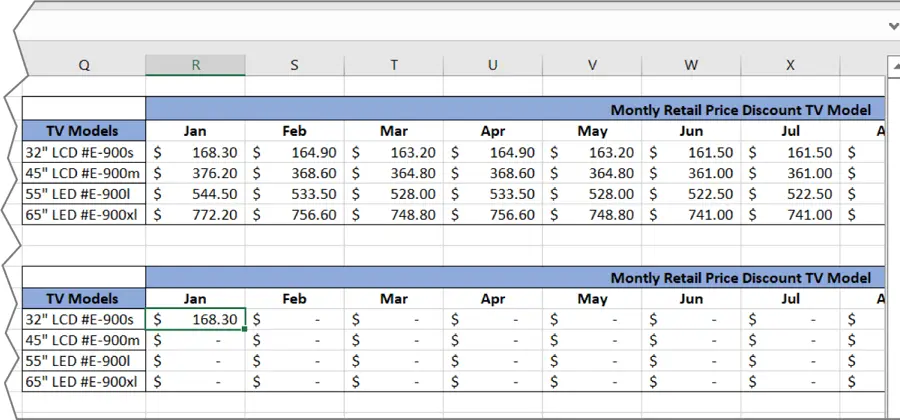 Q R S T U V W X
Montly Retail Price Discount TV Model
TV Models Jan Feb Mar Apr May Jun Jul A
32" LCD #E-900s $ 168.30 $ 164.90 $ 163.20 $ 164.90 $ 163.20 $ 161.50 $ 161.50 $
45" LCD #E-900m $ 376.20 $ 368.60 $ 364.80 $ 368.60 $ 364.80 $ 361.00 $ 361.00 $
55" LED #E-900l $ 544.50 $ 533.50 $ 528.00 $ 533.50 $ 528.00 $ 522.50 $ 522.50 $
65" LED #E-900xl $ 772.20 $ 756.60 $ 748.80 $ 756.60 $ 748.80 $ 741.00 $ 741.00 $
Montly Retail Price Discount TV Model
TV Models Jan Feb Mar Apr May Jun Jul A
32" LCD #E-900s $ 168.30 $ - $ - $ - $ - $ - $ - $
45" LCD #E-900m $ - $ - $ - $ - $ - $ - $ - $
55" LED #E-900l $ - $ - $ - $ - $ - $ - $ - $
65" LED #E-900xl $ - $ - $ - $ - $ - $ - $ - $